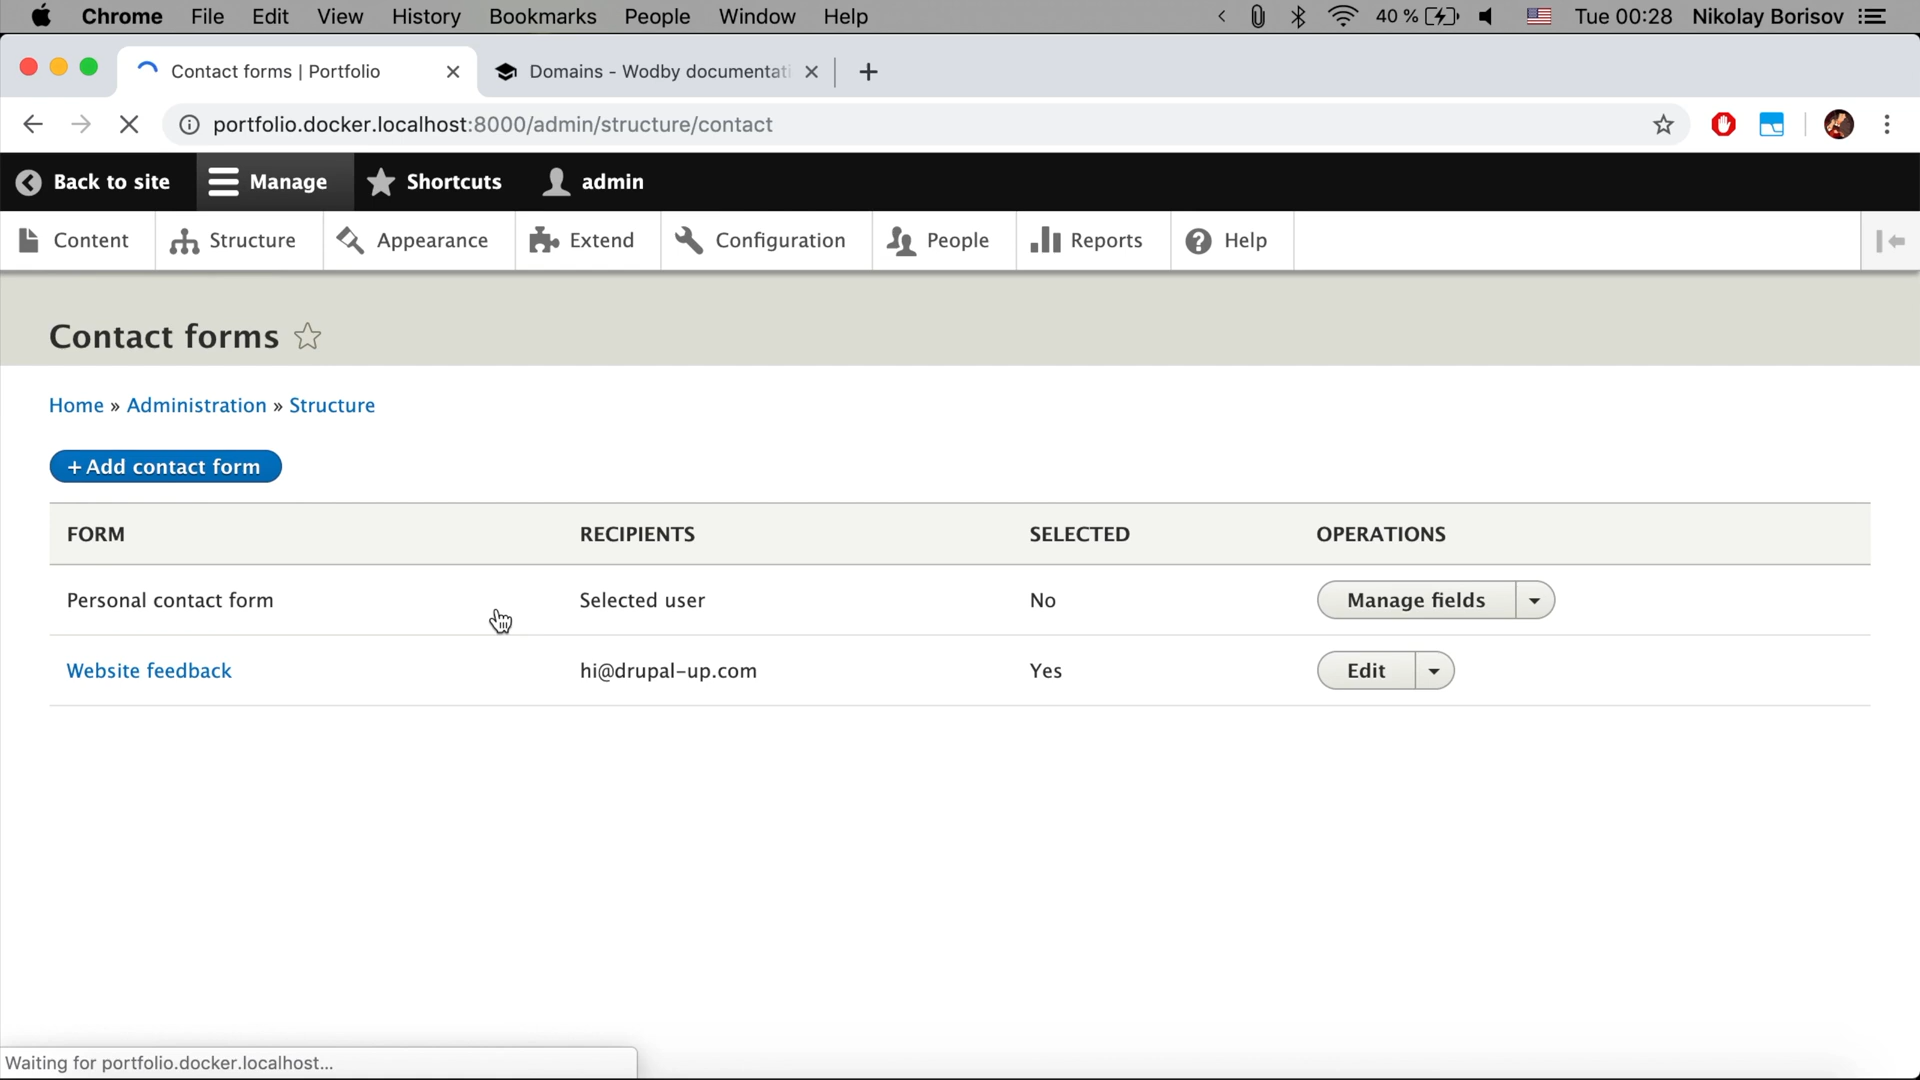 Chrome File Edit View History Bookmarks People Window Help 40 % Tue 00:28 Nikolay Borisov
Contact forms | Portfolio Domains - Wodby documentati
portfolio.docker.localhost:8000/admin/structure/contact
Back to site Manage Shortcuts admin
Content Structure Appearance Extend Configuration People Reports Help
Contact forms
Home » Administration » Structure
+ Add contact form
FORM RECIPIENTS SELECTED OPERATIONS
Personal contact form Selected user No Manage fields
Website feedback hi@drupal-up.com Yes Edit
Waiting for portfolio.docker.localhost...